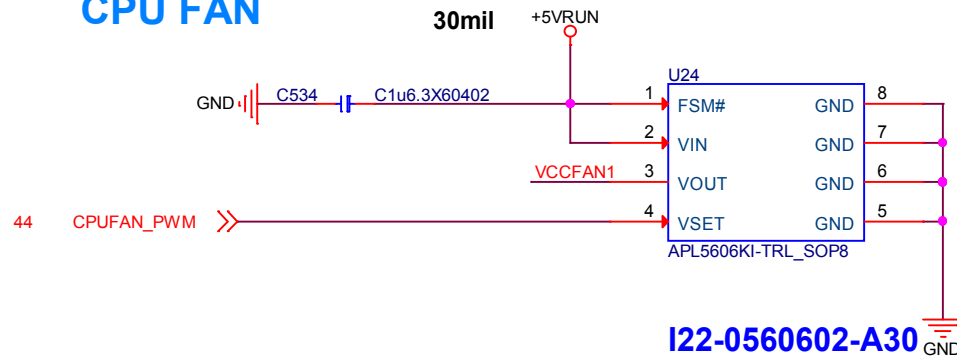 CPU FAN
30mil
+5VRUN
U24
GND
C534
C1u6.3X60402
1
FSM#
GND
8
2
VIN
GND
7
VCCFAN1
3
VOUT
GND
6
44
CPUFAN_PWM
4
VSET
GND
5
APL5606KI-TRL_SOP8
I22-0560602-A30
GND